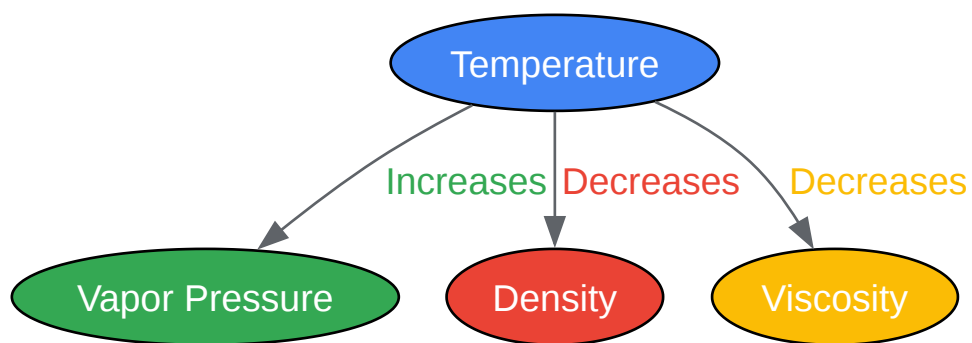 Temperature
Increases
Decreases
Decreases
Vapor Pressure
Density
Viscosity